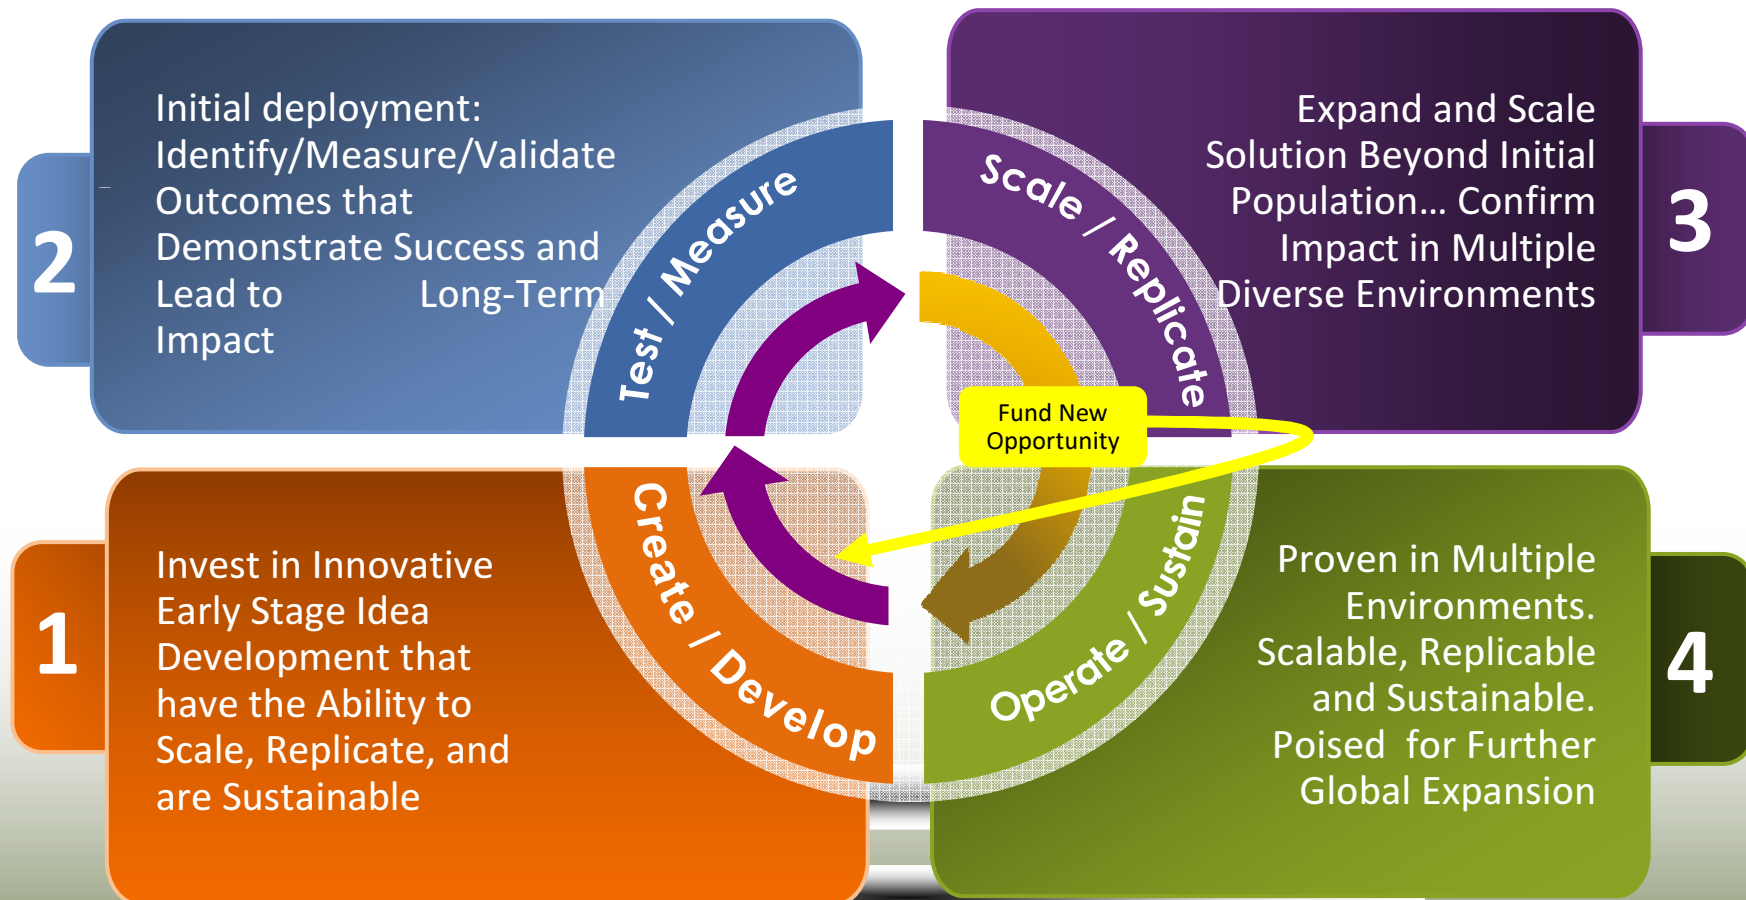 2
Initial deployment:
Identify/Measure/Validate
Outcomes that
Demonstrate Success and
Lead to Long-Term
Impact
Test / Measure
Scale / Replicate
Expand and Scale
Solution Beyond Initial
Population... Confirm
Impact in Multiple
Diverse Environments
3
Fund New
Opportunity
1
Invest in Innovative
Early Stage Idea
Development that
have the Ability to
Scale, Replicate, and
are Sustainable
Create / Develop
Operate / Sustain
Proven in Multiple
Environments.
Scalable, Replicable
and Sustainable.
Poised for Further
Global Expansion
4